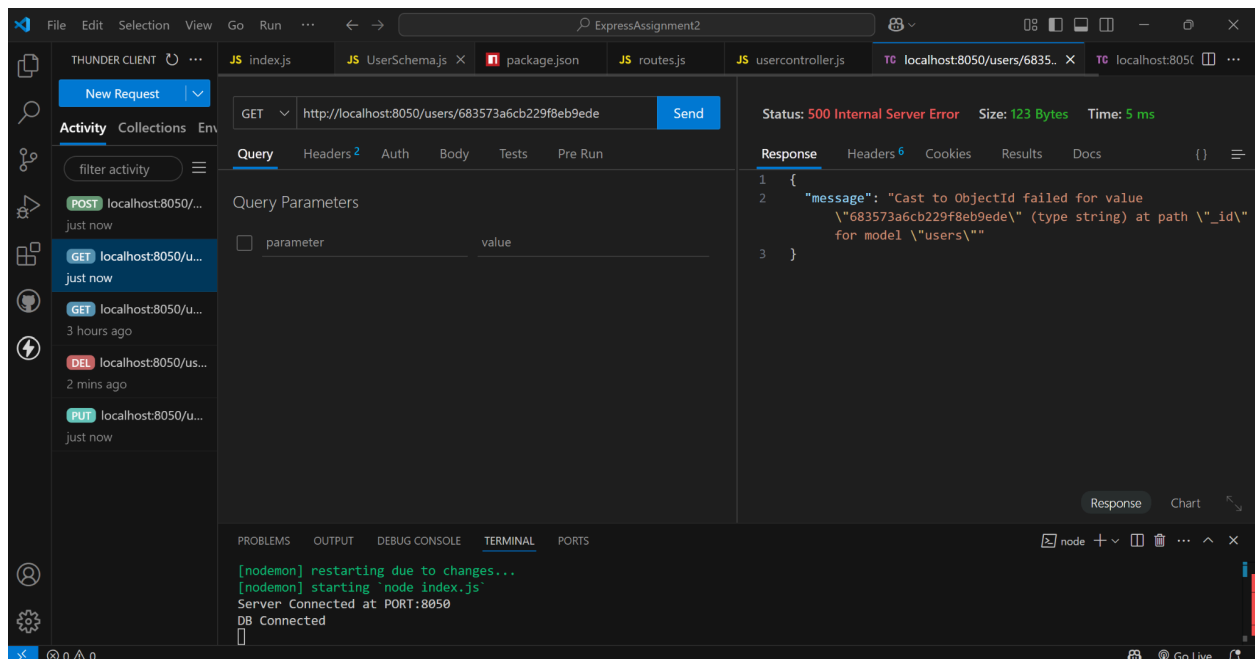 File Edit Selection View Go Run ··· ExpressAssignment2
THUNDER CLIENT ···
JS index.js JS UserSchema.js package.json JS routes.js JS usercontroller.js TC localhost:8050/users/6835.. TC localhost:805( ···
New Request
Activity Collections Env
filter activity
POST localhost:8050/...
just now
GET localhost:8050/u...
just now
GET localhost:8050/u...
3 hours ago
DEL localhost:8050/us...
2 mins ago
PUT localhost:8050/u...
just now
GET http://localhost:8050/users/683573a6cb229f8eb9ede Send
Query Headers 2 Auth Body Tests Pre Run
Query Parameters
parameter value
Status: 500 Internal Server Error Size: 123 Bytes Time: 5 ms
Response Headers 6 Cookies Results Docs { }
1 {
2 "message": "Cast to ObjectId failed for value
\"683573a6cb229f8eb9ede\" (type string) at path \"_id\"
for model \"users\""
3 }
Response Chart
PROBLEMS OUTPUT DEBUG CONSOLE TERMINAL PORTS node ···
[nodemon] restarting due to changes...
[nodemon] starting `node index.js`
Server Connected at PORT:8050
DB Connected
0 0 Go Live